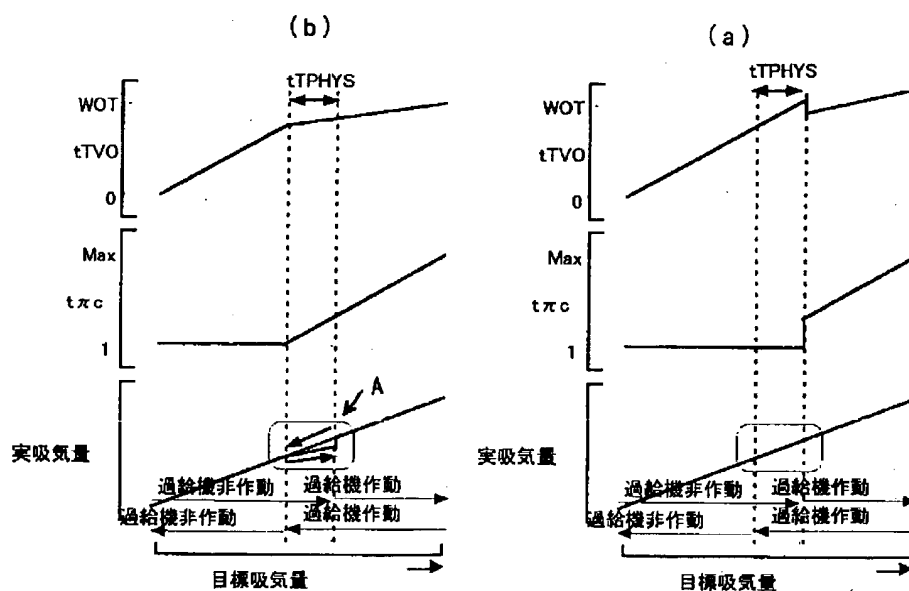 (b)
tTPHYS
WOT
tTVO
0
Max
tπc
1
A
実吸気量
過給機非作動 過給機作動
過給機非作動 過給機作動
目標吸気量
(a)
tTPHYS
WOT
tTVO
0
Max
tπc
1
実吸気量
過給機非作動 過給機作動
過給機非作動 過給機作動
目標吸気量